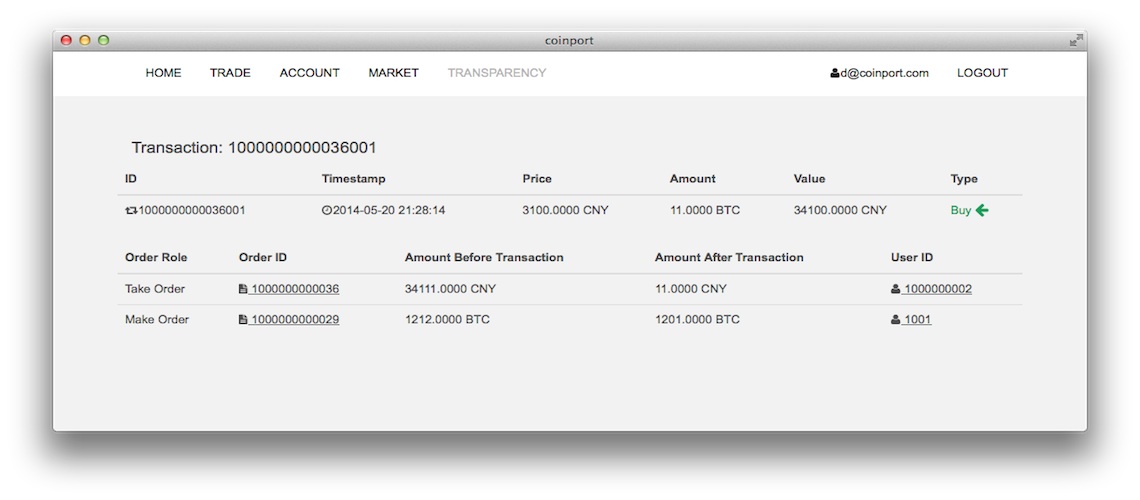 coinport
HOME TRADE ACCOUNT MARKET TRANSPARENCY d@coinport.com LOGOUT
Transaction: 1000000000036001
ID Timestamp Price Amount Value Type
1000000000036001 2014-05-20 21:28:14 3100.0000 CNY 11.0000 BTC 34100.0000 CNY Buy
Order Role Order ID Amount Before Transaction Amount After Transaction User ID
Take Order 1000000000036 34111.0000 CNY 11.0000 CNY 1000000002
Make Order 1000000000029 1212.0000 BTC 1201.0000 BTC 1001